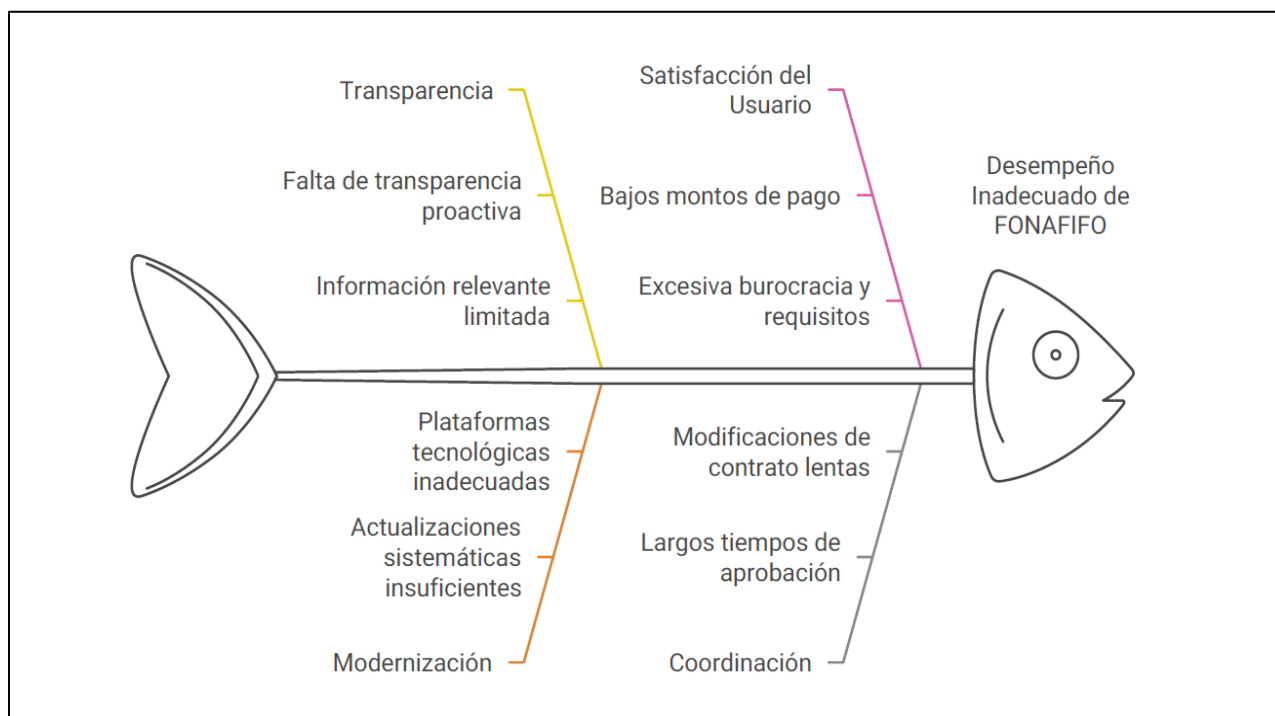 Transparencia
Falta de transparencia
proactiva
Información relevante
limitada
Satisfacción del
Usuario
Bajos montos de pago
Excesiva burocracia y
requisitos
Desempeño
Inadecuado de
FONAFIFO
Plataformas
tecnológicas
inadecuadas
Actualizaciones
sistemáticas
insuficientes
Modernización
Modificaciones de
contrato lentas
Largos tiempos de
aprobación
Coordinación